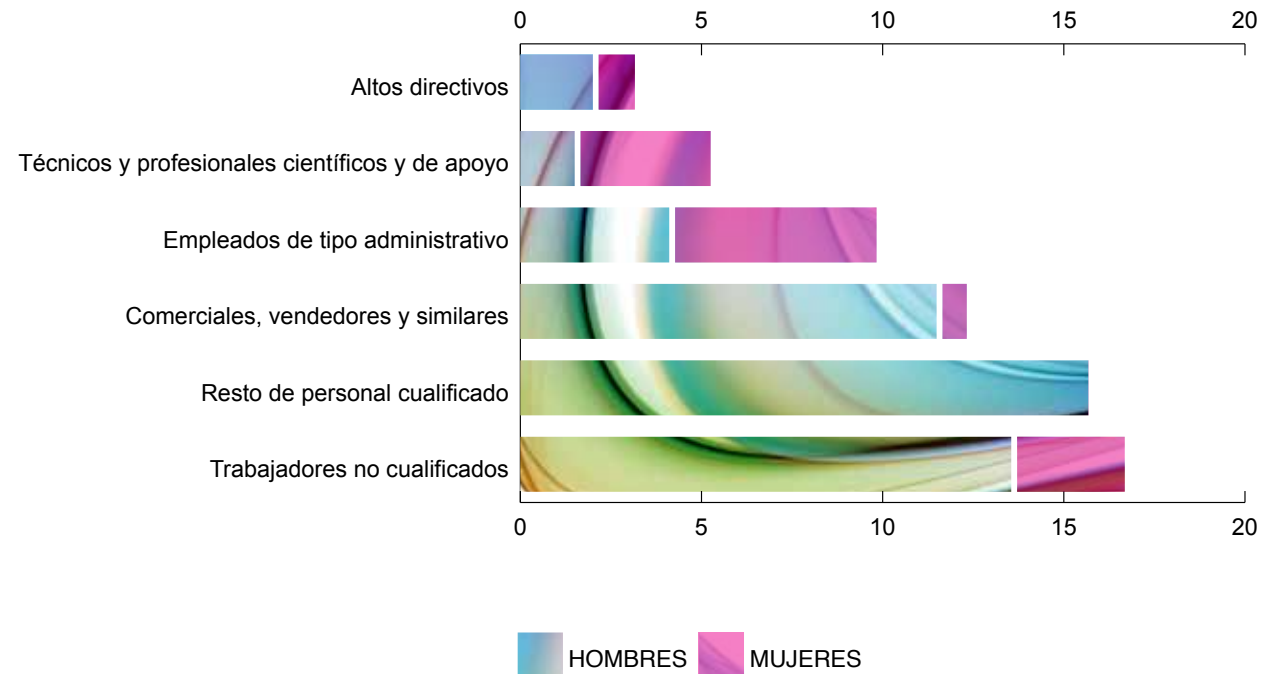 0 5 10 15 20
Altos directivos
Técnicos y profesionales científicos y de apoyo
Empleados de tipo administrativo
Comerciales, vendedores y similares
Resto de personal cualificado
Trabajadores no cualificados
0 5 10 15 20
HOMBRES MUJERES